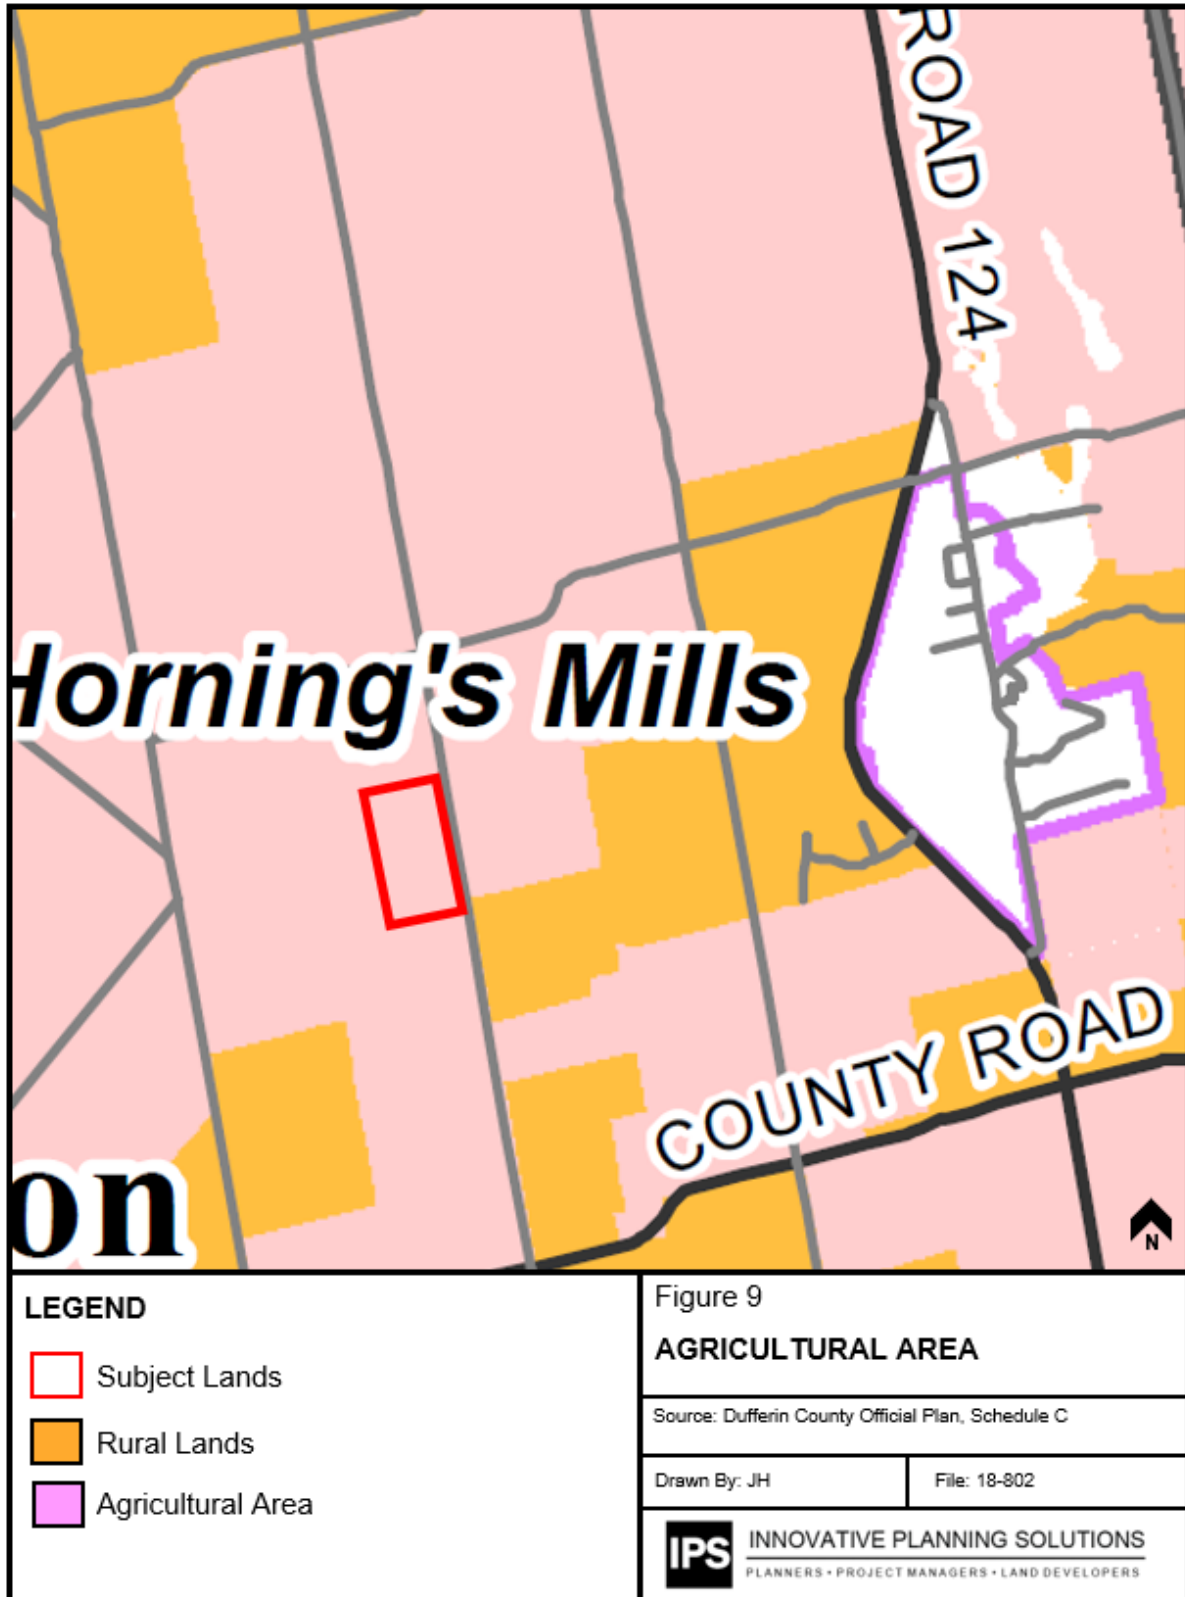 ROAD 124
Horning's Mills
COUNTY ROAD
on
N
LEGEND
Subject Lands
Rural Lands
Agricultural Area
Figure 9
AGRICULTURAL AREA
Source: Dufferin County Official Plan, Schedule C
Drawn By: JH
File: 18-802
IPS
INNOVATIVE PLANNING SOLUTIONS
PLANNERS • PROJECT MANAGERS • LAND DEVELOPERS